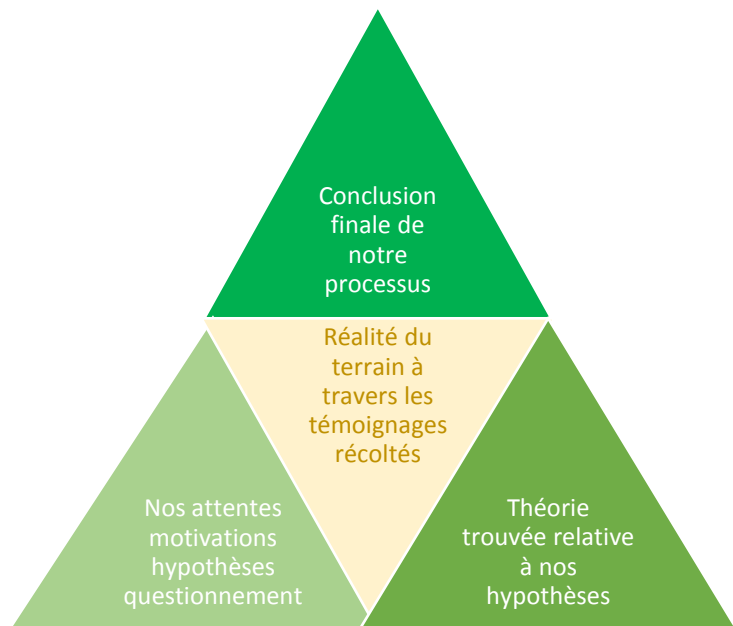 Conclusion
finale de
notre
processus
Réalité du
terrain à
travers les
témoignages
récoltés
Nos attentes
motivations
hypothèses
questionnement
Théorie
trouvée relative
à nos
hypothèses